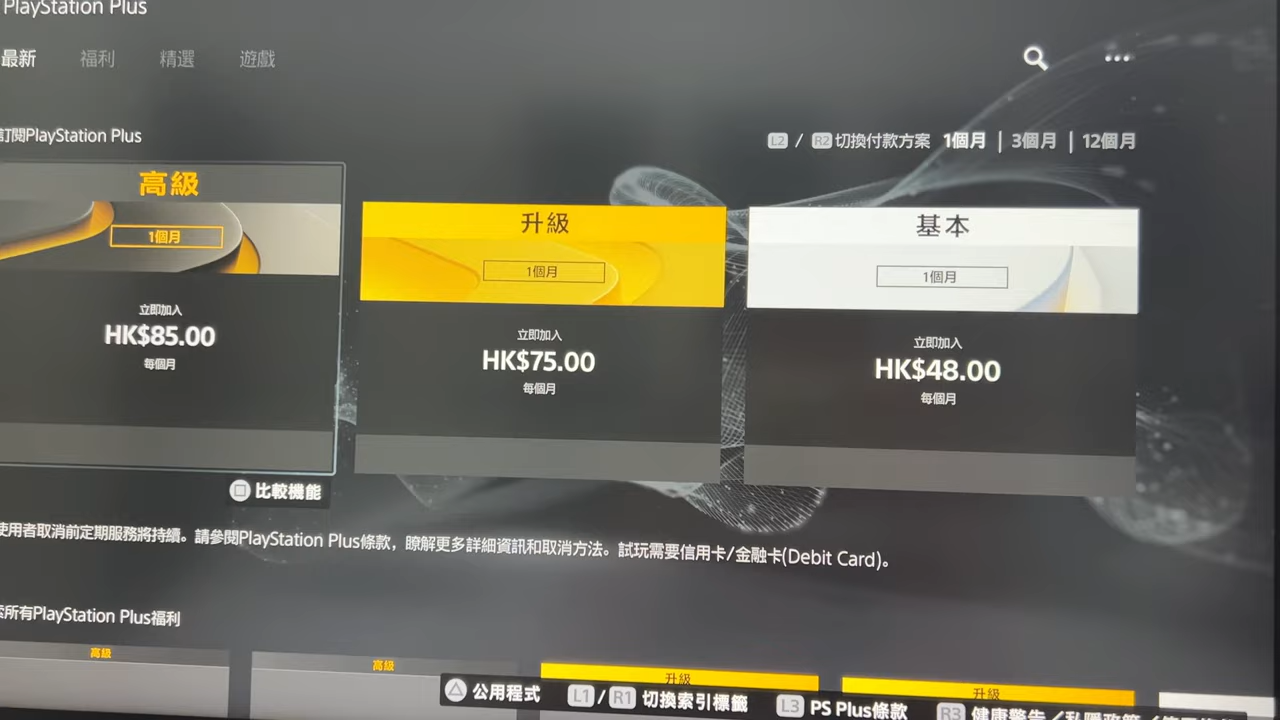 PlayStation Plus
最新 福利 精選 遊戲
訂閱PlayStation Plus
L2 / R2 切換付款方案 1個月 | 3個月 | 12個月
高級
1個月
立即加入
HK$85.00
每個月
升級
1個月
立即加入
HK$75.00
每個月
基本
1個月
立即加入
HK$48.00
每個月
比較機能
使用者取消前定期服務將持續。請參閱PlayStation Plus條款，瞭解更多詳細資訊和取消方法。試玩需要信用卡/金融卡(Debit Card)。
索所有PlayStation Plus福利
高級
高級
升級
升級
公用程式 L1 / R1 切換索引標籤 L3 PS Plus條款 R3 健康警告／私隱政策